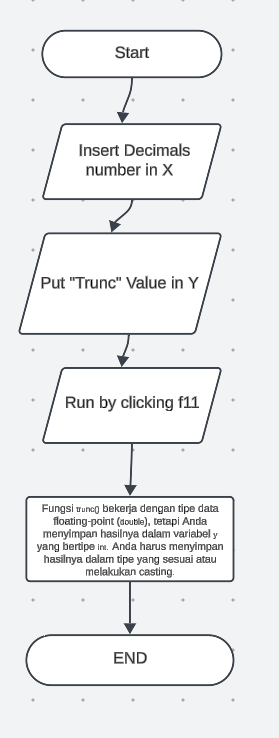 Start
Insert Decimals
number in X
Put "Trunc" Value in Y
Run by clicking f11
Fungsi trunc() bekerja dengan tipe data
floating-point (double), tetapi Anda
menyimpan hasilnya dalam variabel y
yang bertipe int. Anda harus menyimpan
hasilnya dalam tipe yang sesuai atau
melakukan casting.
END